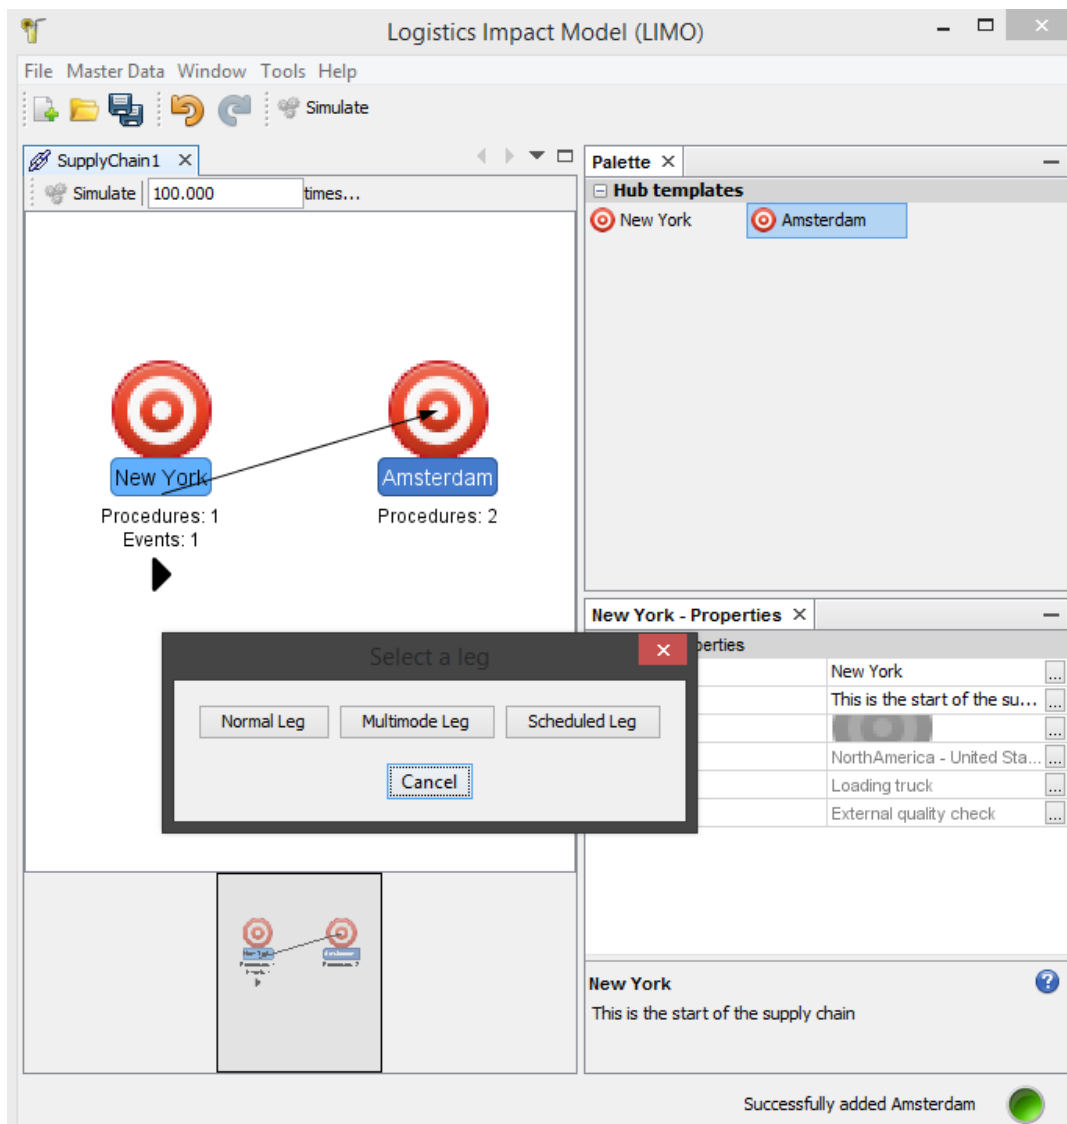 Logistics Impact Model (LIMO)
File Master Data Window Tools Help
Simulate
SupplyChain1
Simulate 100.000 times...
Palette
Hub templates
New York Amsterdam
New York Amsterdam
Procedures: 1 Procedures: 2
Events: 1
New York - Properties
perties
New York ...
This is the start of the su... ...
...
NorthAmerica - United Sta... ...
Loading truck ...
External quality check ...
Select a leg
Normal Leg Multimode Leg Scheduled Leg
Cancel
New York
This is the start of the supply chain
Successfully added Amsterdam